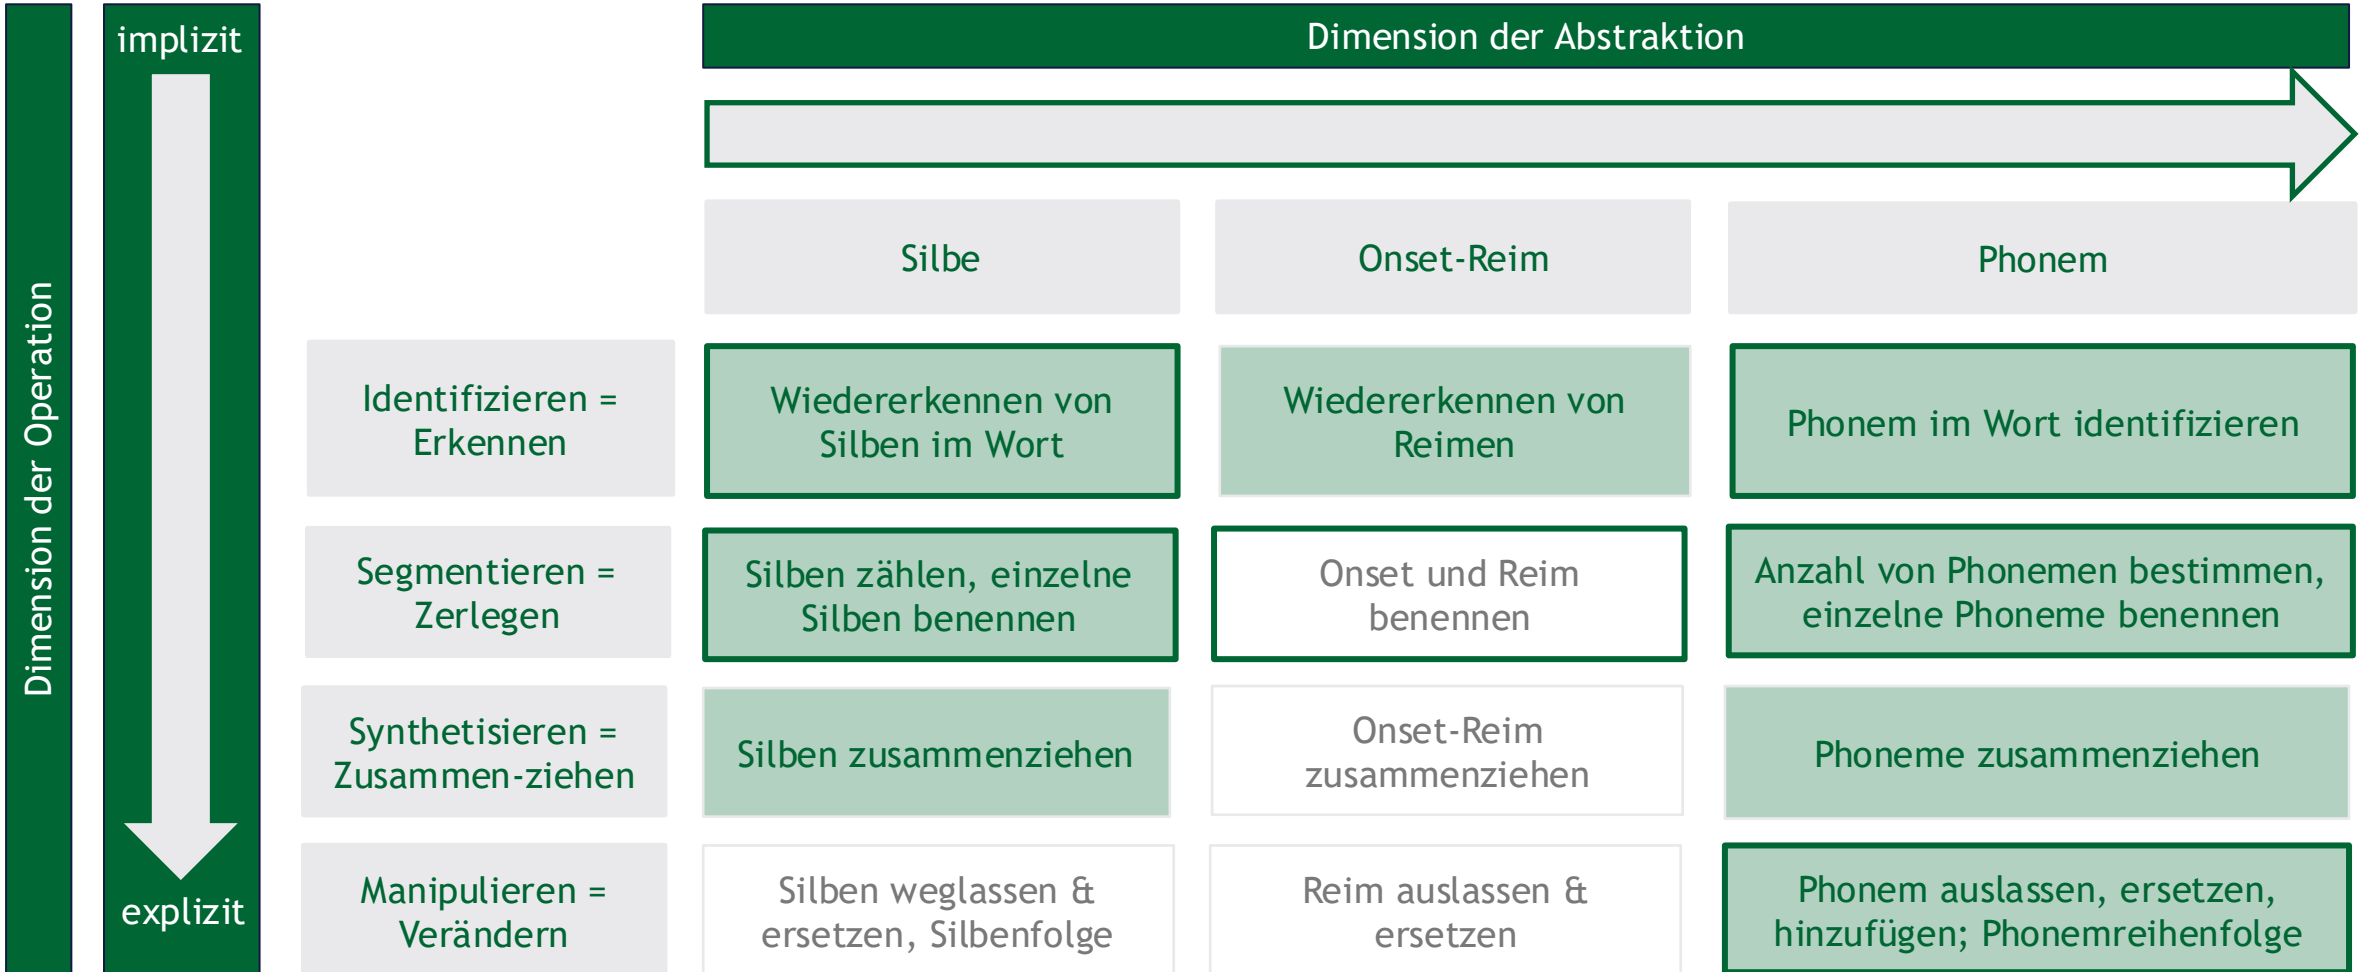 Dimension der Operation
implizit
explizit
Dimension der Abstraktion
Silbe
Onset-Reim
Phonem
Identifizieren =
Erkennen
Wiedererkennen von
Silben im Wort
Wiedererkennen von
Reimen
Phonem im Wort identifizieren
Segmentieren =
Zerlegen
Silben zählen, einzelne
Silben benennen
Onset und Reim
benennen
Anzahl von Phonemen bestimmen,
einzelne Phoneme benennen
Synthetisieren =
Zusammen-ziehen
Silben zusammenziehen
Onset-Reim
zusammenziehen
Phoneme zusammenziehen
Manipulieren =
Verändern
Silben weglassen &
ersetzen, Silbenfolge
Reim auslassen &
ersetzen
Phonem auslassen, ersetzen,
hinzufügen; Phonemreihenfolge